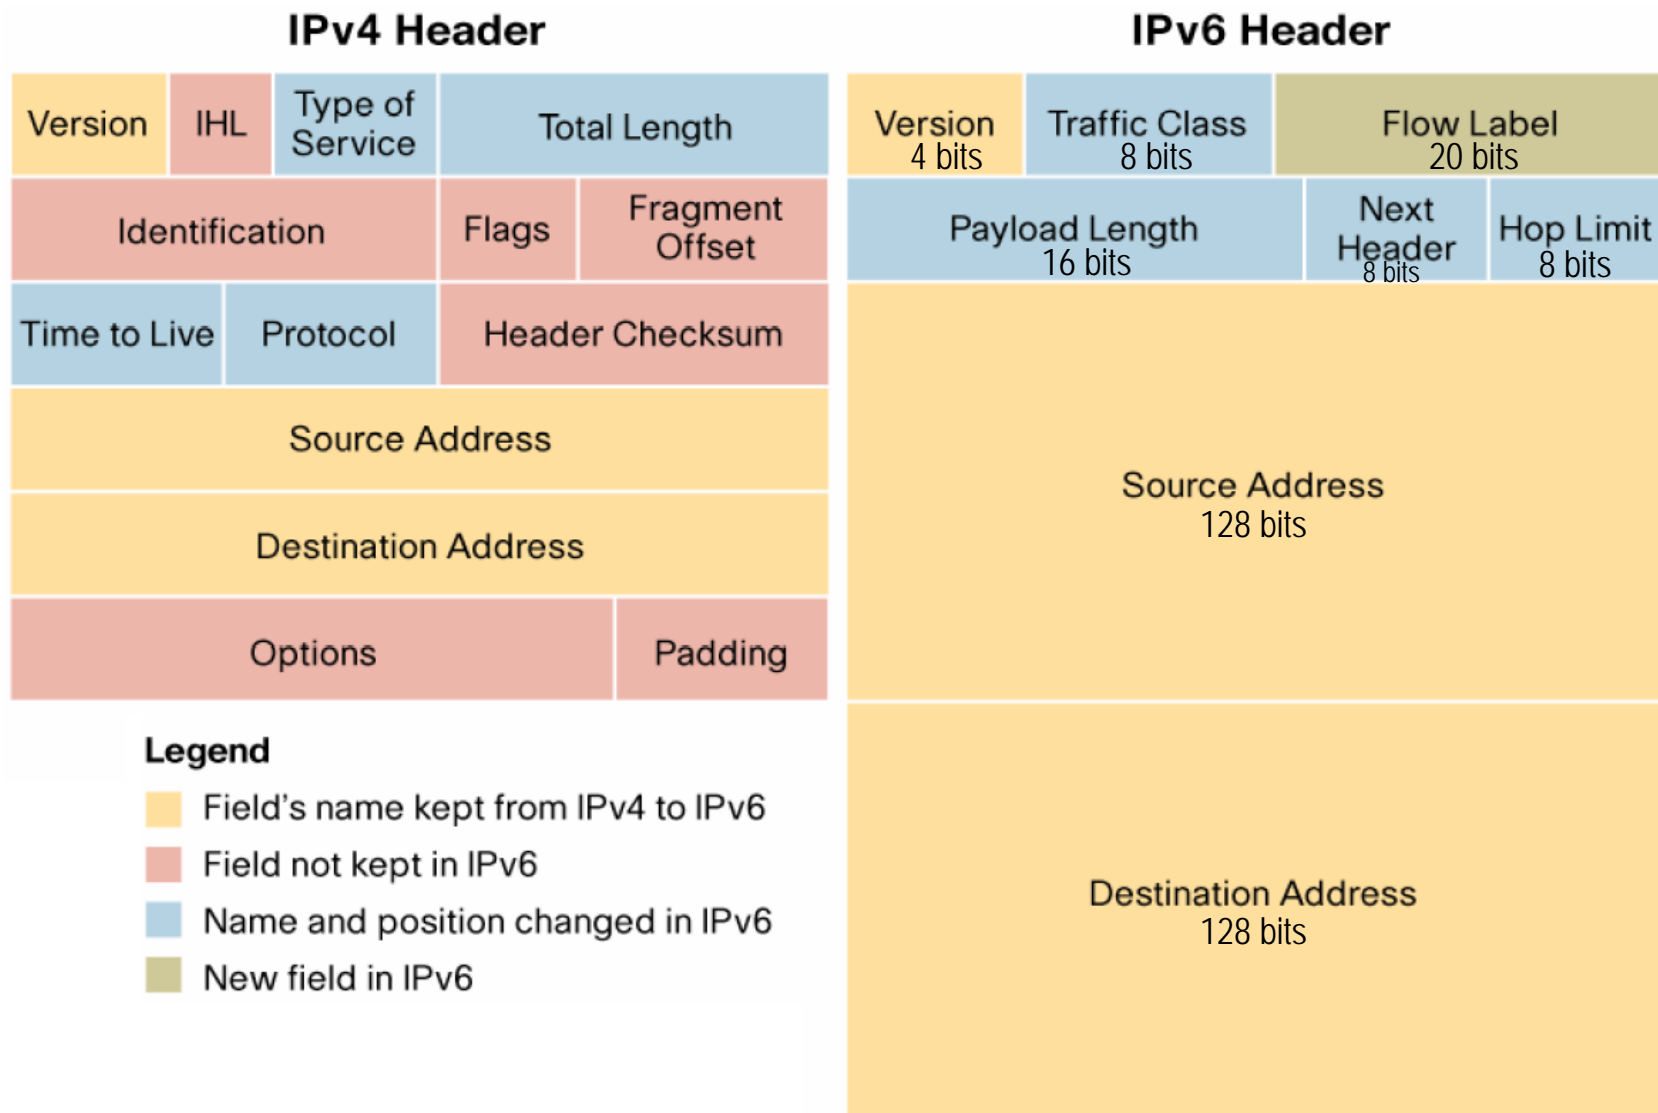 IPv4 Header
Version
IHL
Type of
Service
Total Length
Identification
Flags
Fragment
Offset
Time to Live
Protocol
Header Checksum
Source Address
Destination Address
Options
Padding
Legend
Field's name kept from IPv4 to IPv6
Field not kept in IPv6
Name and position changed in IPv6
New field in IPv6
IPv6 Header
Version
4 bits
Traffic Class
8 bits
Flow Label
20 bits
Payload Length
16 bits
Next
Header
8 bits
Hop Limit
8 bits
Source Address
128 bits
Destination Address
128 bits